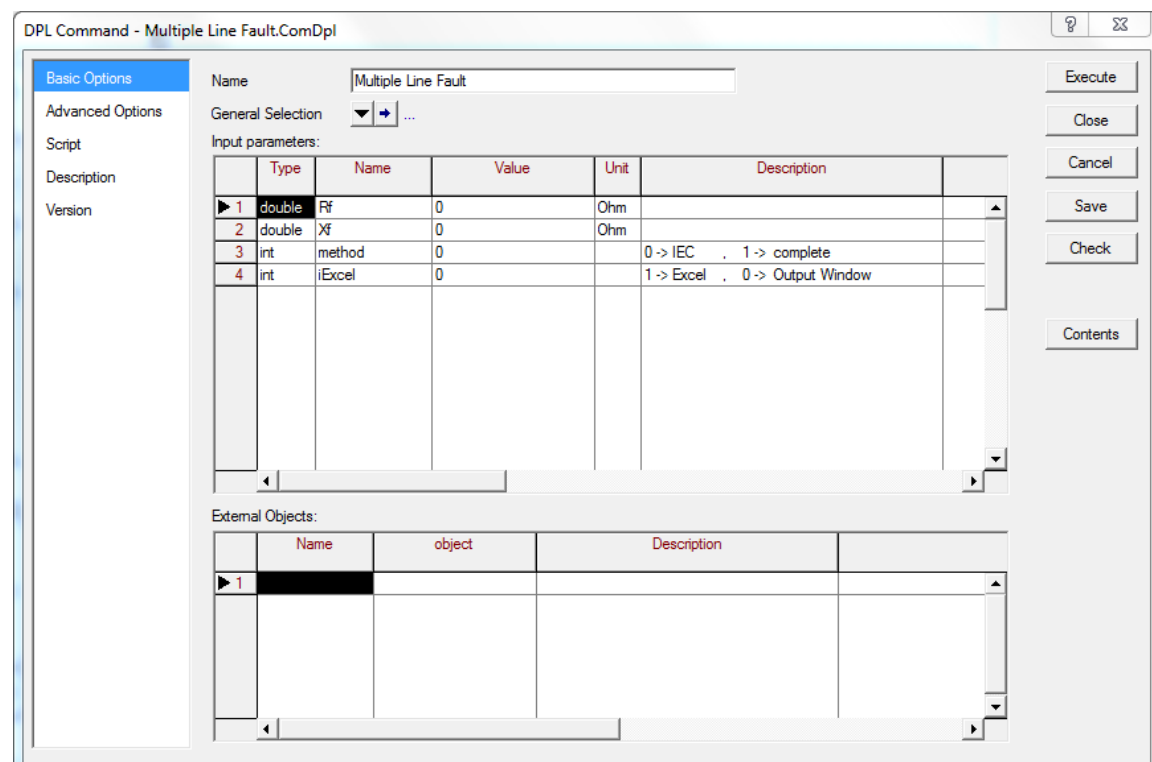 DPL Command - Multiple Line Fault.ComDpl
?
Basic Options
Advanced Options
Script
Description
Version
Name Multiple Line Fault
General Selection ...
Input parameters:
Type Name Value Unit Description
1 double Rf 0 Ohm
2 double Xf 0 Ohm
3 int method 0 0 -> IEC , 1 -> complete
4 int iExcel 0 1 -> Excel , 0 -> Output Window
External Objects:
Name object Description
1
Execute
Close
Cancel
Save
Check
Contents